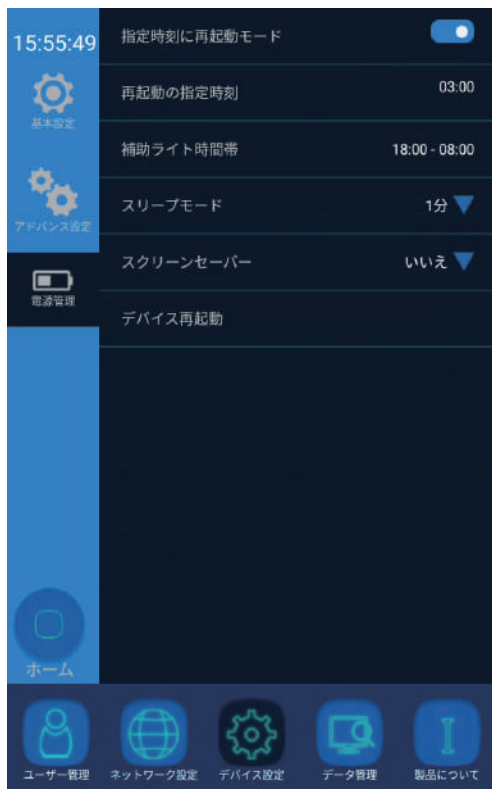 15:55:49
基本設定
アドバンス設定
電源管理
指定時刻に再起動モード
再起動の指定時刻 03:00
補助ライト時間帯 18:00 - 08:00
スリープモード 1分
スクリーンセーバー いいえ
デバイス再起動
ホーム
ユーザー管理 ネットワーク設定 デバイス設定 データ管理 製品について